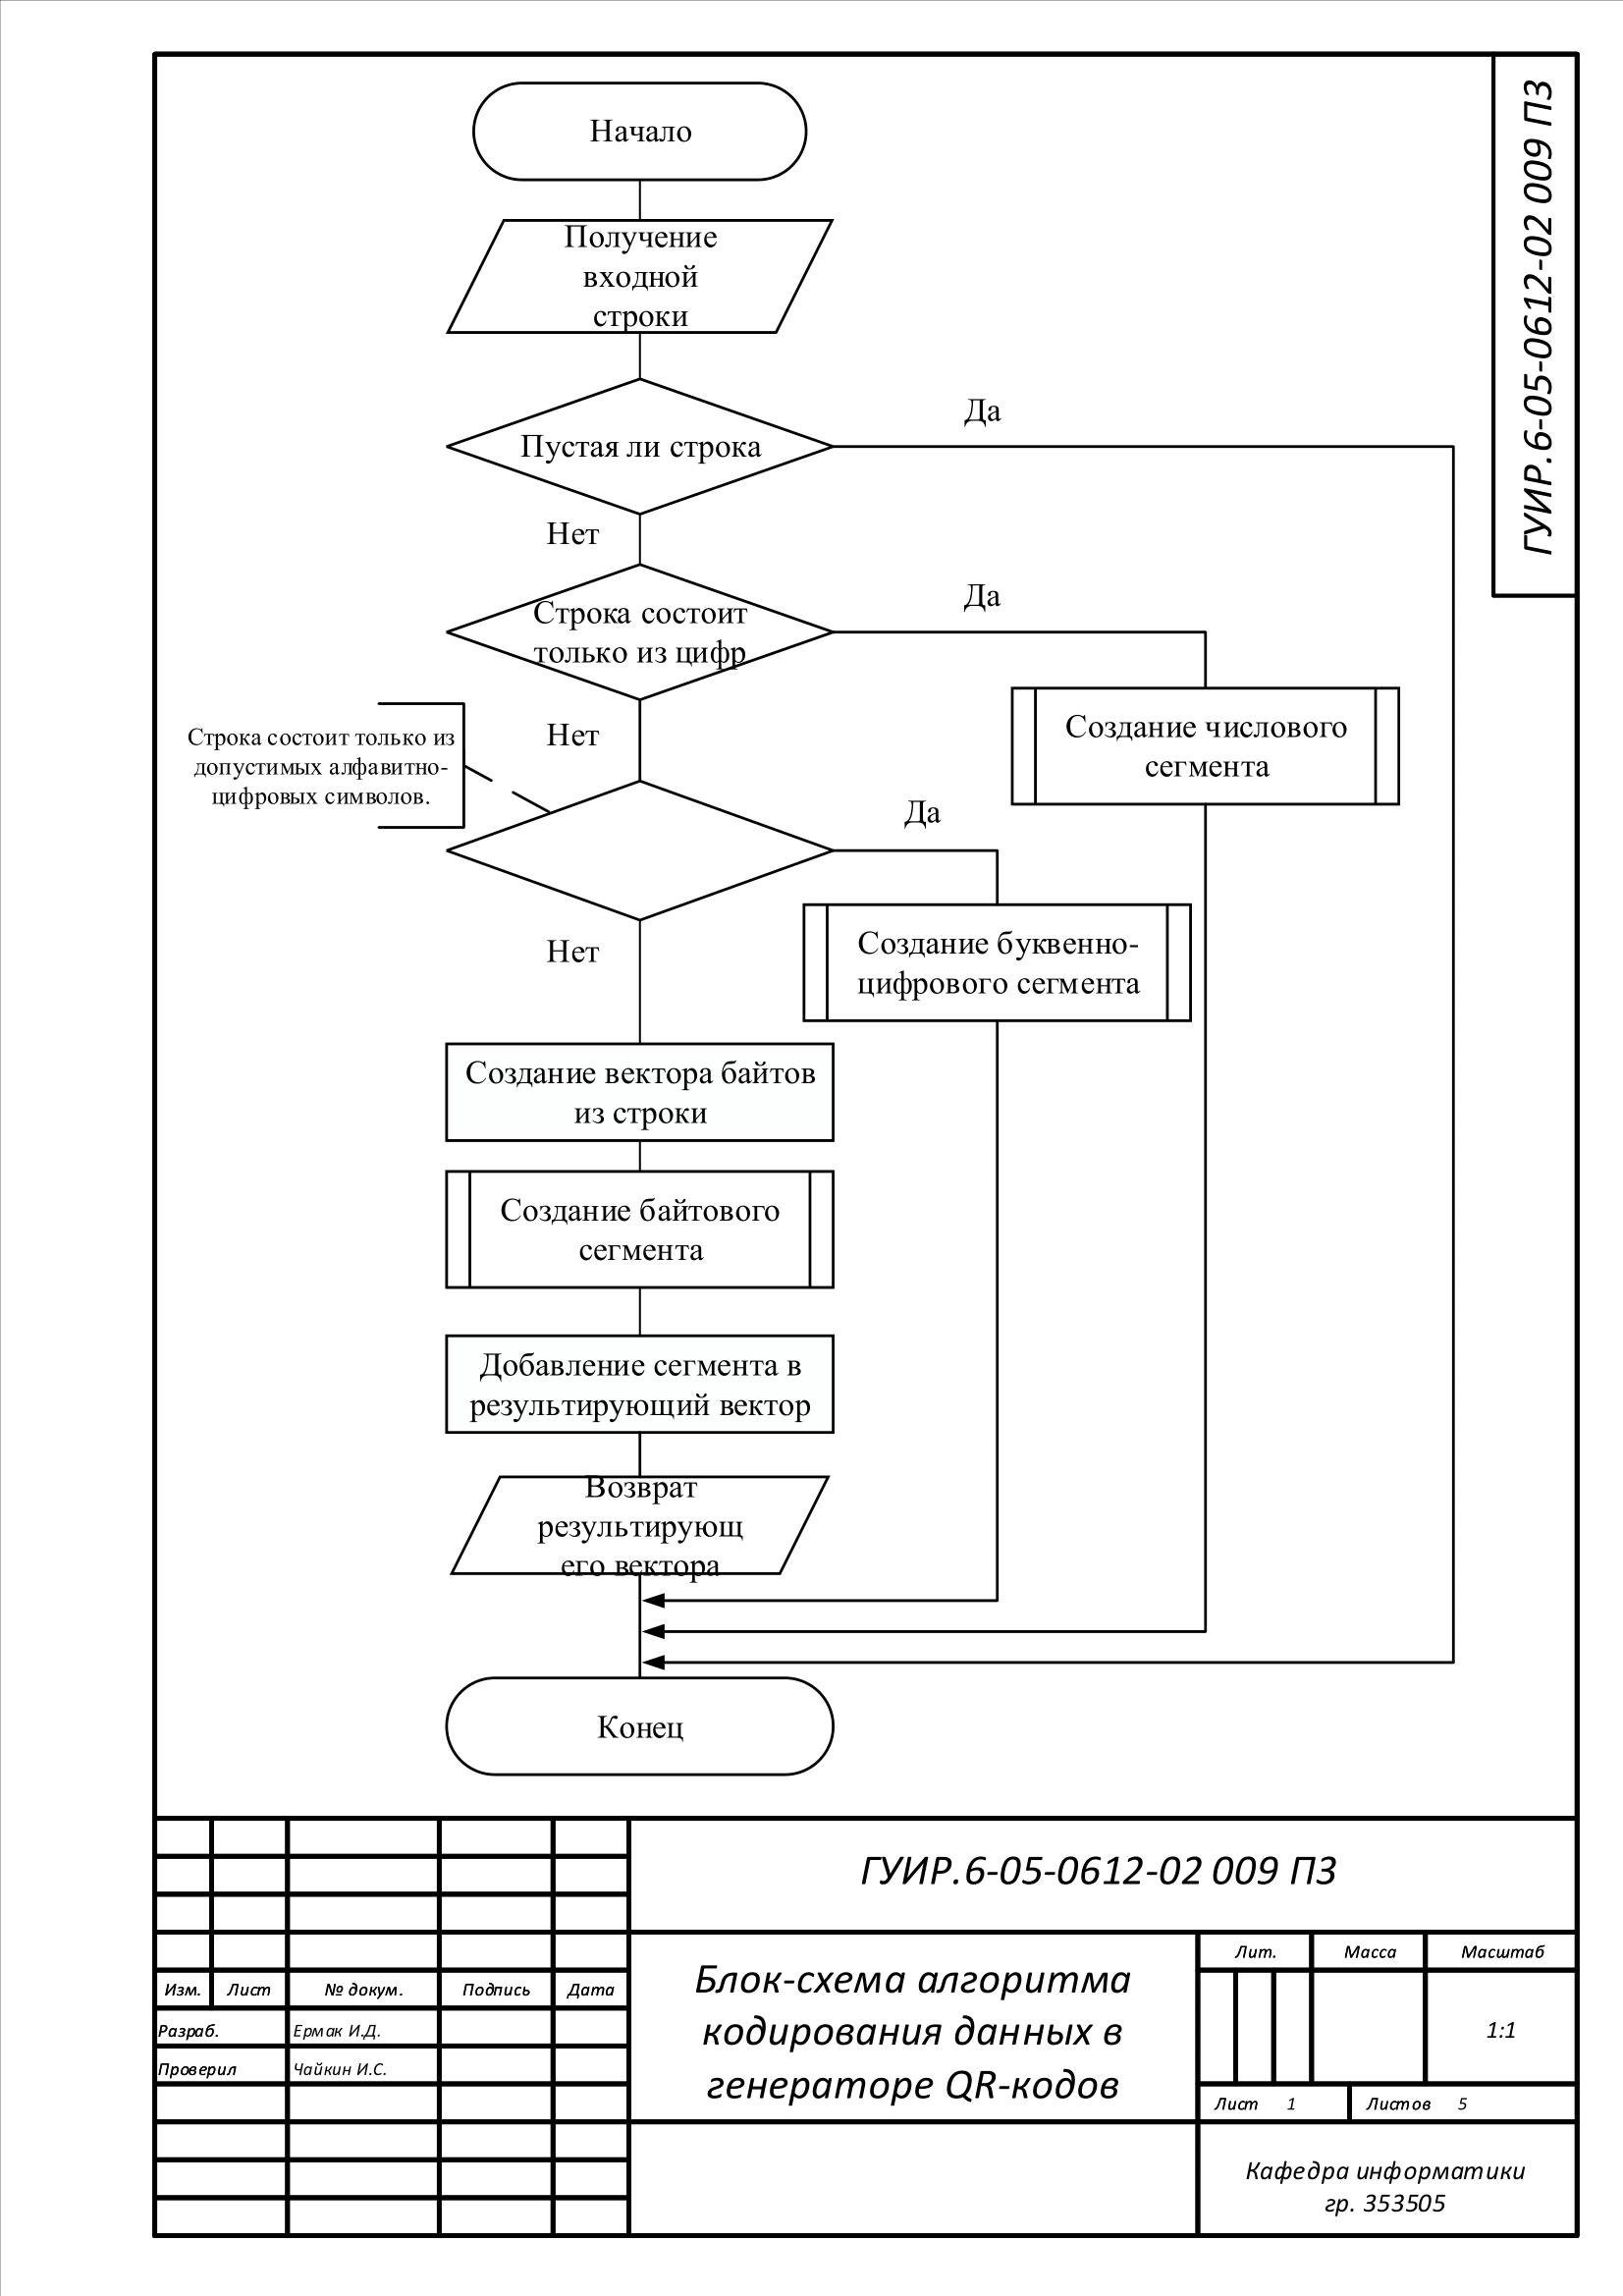 ГУИР.6-05-0612-02 009 ПЗ
Начало
Получение
входной
строки
Пустая ли строка
Да
Нет
Строка состоит
только из цифр
Да
Нет
Создание числового
сегмента
Строка состоит только из
допустимых алфавитно-
цифровых символов.
Да
Нет
Создание буквенно-
цифрового сегмента
Создание вектора байтов
из строки
Создание байтового
сегмента
Добавление сегмента в
результирующий вектор
Возврат
результирующ
его вектора
Конец
ГУИР.6-05-0612-02 009 ПЗ
Изм. Лист № докум. Подпись Дата
Разраб. Ермак И.Д.
Проверил Чайкин И.С.
Блок-схема алгоритма
кодирования данных в
генераторе QR-кодов
Лит. Масса Масштаб
1:1
Лист 1 Листов 5
Кафедра информатики
гр. 353505